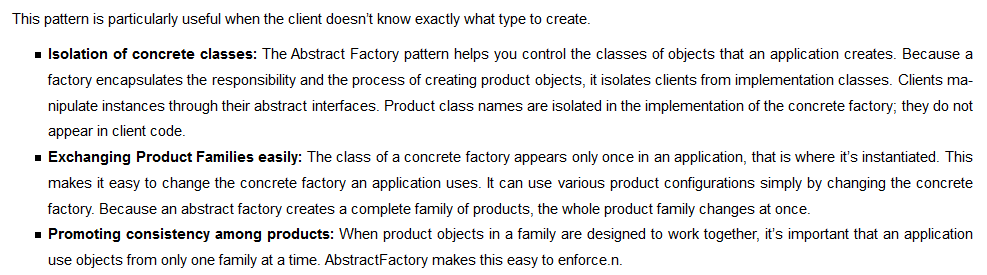 This pattern is particularly useful when the client doesn't know exactly what type to create.
▪ Isolation of concrete classes: The Abstract Factory pattern helps you control the classes of objects that an application creates. Because a
factory encapsulates the responsibility and the process of creating product objects, it isolates clients from implementation classes. Clients ma-
nipulate instances through their abstract interfaces. Product class names are isolated in the implementation of the concrete factory; they do not
appear in client code.
▪ Exchanging Product Families easily: The class of a concrete factory appears only once in an application, that is where it's instantiated. This
makes it easy to change the concrete factory an application uses. It can use various product configurations simply by changing the concrete
factory. Because an abstract factory creates a complete family of products, the whole product family changes at once.
▪ Promoting consistency among products: When product objects in a family are designed to work together, it's important that an application
use objects from only one family at a time. AbstractFactory makes this easy to enforce.n.